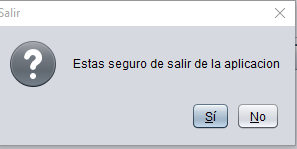 Salir
Estas seguro de salir de la aplicacion
Sí
No